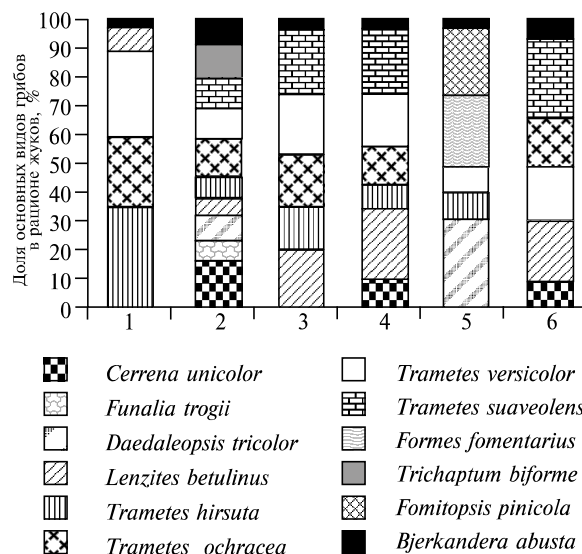 Доля основных видов грибов
в рационе жуков, %
100
90
80
70
60
50
40
30
20
10
0
1 2 3 4 5 6
Cerrena unicolor
Funalia trogii
Daedaleopsis tricolor
Lenzites betulinus
Trametes hirsuta
Trametes ochracea
Trametes versicolor
Trametes suaveolens
Formes fomentarius
Trichaptum biforme
Fomitopsis pinicola
Bjerkandera abusta